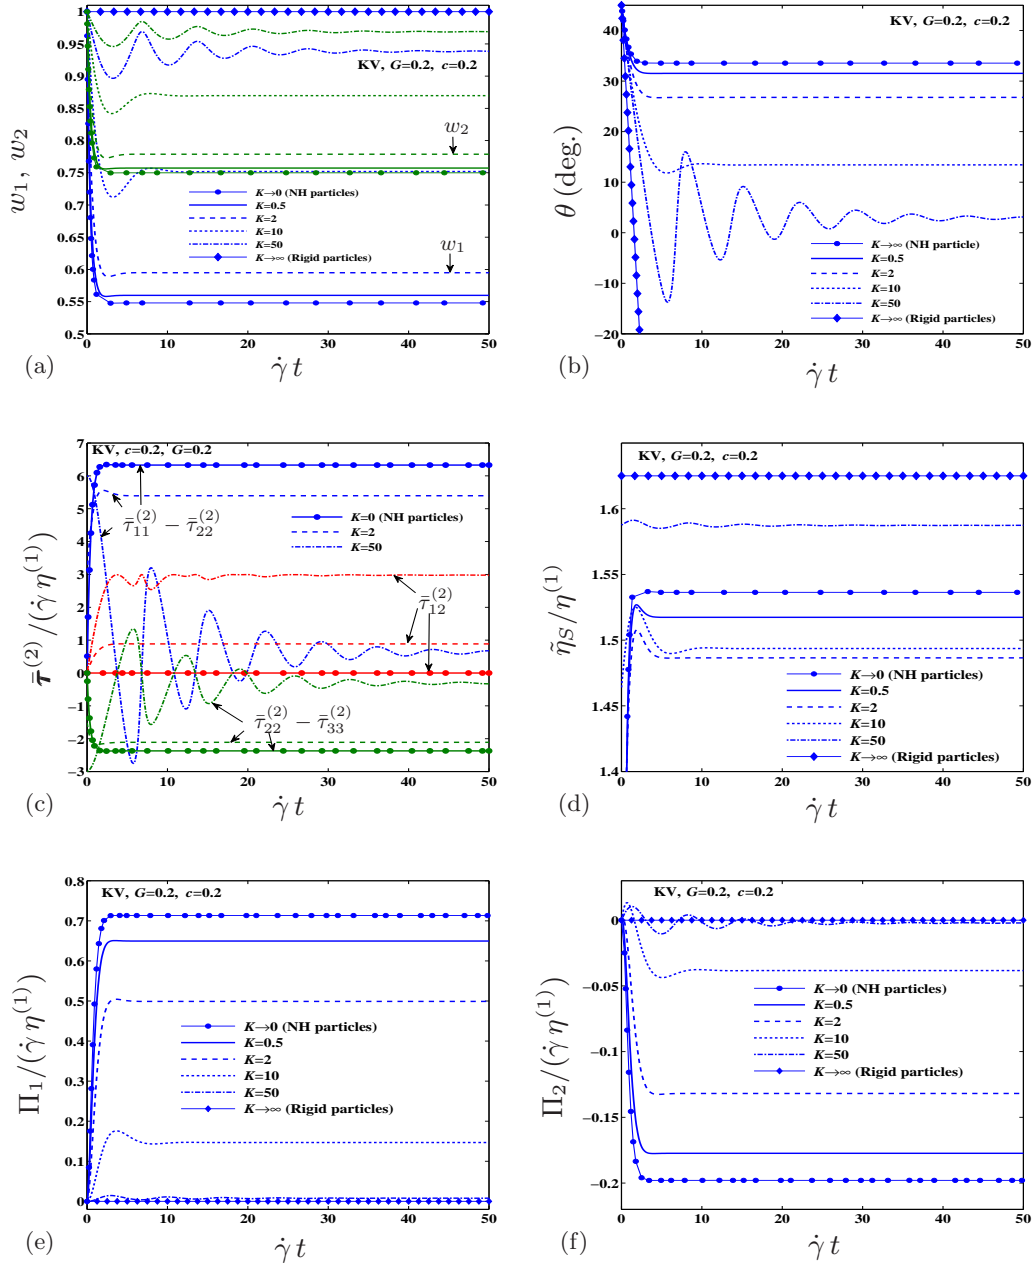 1
0.95
0.9
0.85
0.8
0.75
0.7
0.65
0.6
0.55
0.5
w₁, w₂
KV, G=0.2, c=0.2
w₂
K→0 (NH particles)
K=0.5
K=2
K=10
K=50
K→∞ (Rigid particles)
w₁
0 10 20 30 40 50
(a)
γ̇ t
40
30
20
10
0
−10
−20
θ (deg.)
KV, G=0.2, c=0.2
K→0 (NH particle)
K=0.5
K=2
K=10
K=50
K→∞ (Rigid particles)
0 10 20 30 40 50
(b)
γ̇ t
7
6
5
4
3
2
1
0
−1
−2
−3
τ̄⁽²⁾/(γ̇ η⁽¹⁾)
KV, c=0.2, G=0.2
τ̄₁₁⁽²⁾ − τ̄₂₂⁽²⁾
K=0 (NH particles)
K=2
K=50
τ̄₁₂⁽²⁾
τ̄₂₂⁽²⁾ − τ̄₃₃⁽²⁾
0 10 20 30 40 50
(c)
γ̇ t
1.6
1.55
1.5
1.45
1.4
η̃_S/η⁽¹⁾
KV, G=0.2, c=0.2
K→0 (NH particles)
K=0.5
K=2
K=10
K=50
K→∞ (Rigid particles)
0 10 20 30 40 50
(d)
γ̇ t
0.8
0.7
0.6
0.5
0.4
0.3
0.2
0.1
0
Π₁/(γ̇ η⁽¹⁾)
KV, G=0.2, c=0.2
K→0 (NH particles)
K=0.5
K=2
K=10
K=50
K→∞ (Rigid particles)
0 10 20 30 40 50
(e)
γ̇ t
0
−0.05
−0.1
−0.15
−0.2
Π₂/(γ̇ η⁽¹⁾)
KV, G=0.2, c=0.2
K→0 (NH particles)
K=0.5
K=2
K=10
K=50
K→∞ (Rigid particles)
0 10 20 30 40 50
(f)
γ̇ t